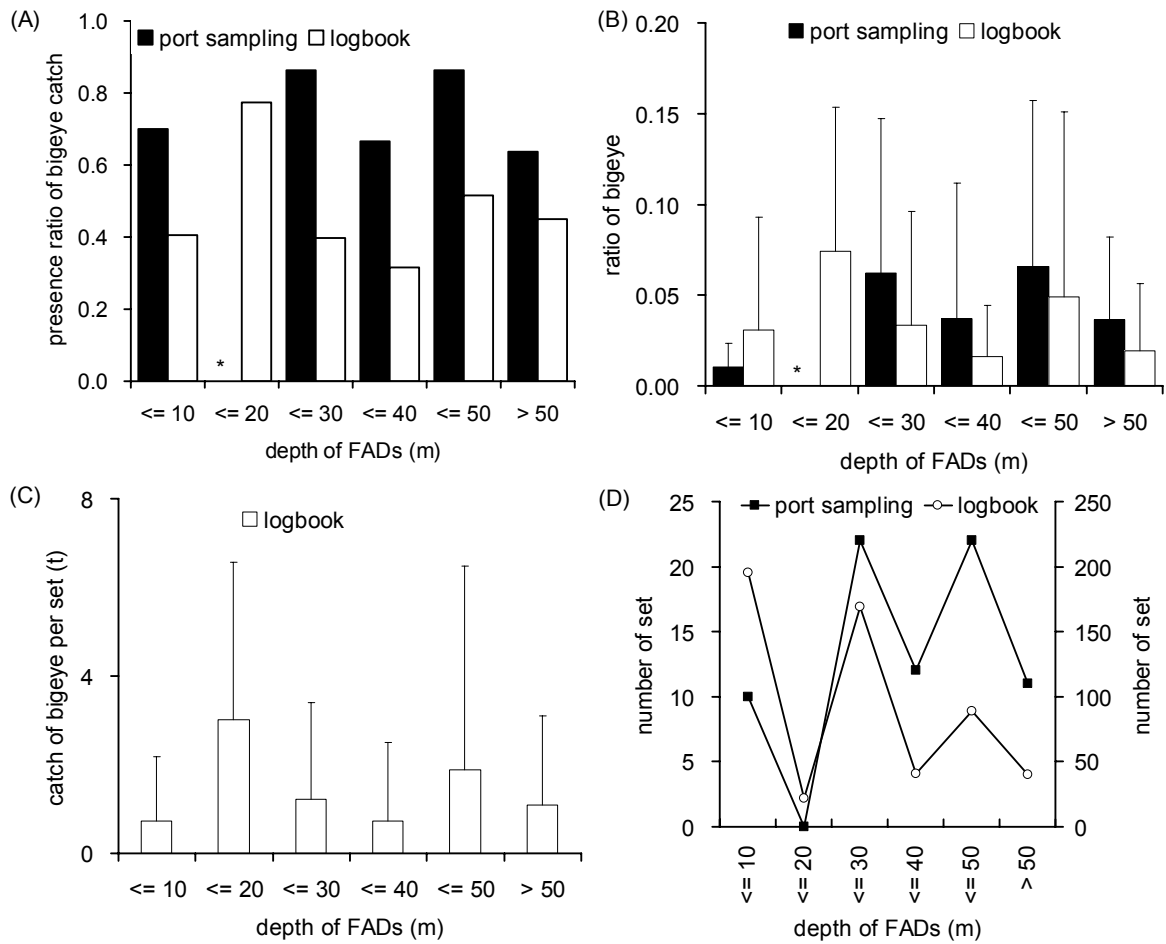 (A)
presence ratio of bigeye catch
1.0
0.8
0.6
0.4
0.2
0.0
port sampling logbook
*
<= 10 <= 20 <= 30 <= 40 <= 50 > 50
depth of FADs (m)
(B)
ratio of bigeye
0.20
0.15
0.10
0.05
0.00
port sampling logbook
*
<= 10 <= 20 <= 30 <= 40 <= 50 > 50
depth of FADs (m)
(C)
catch of bigeye per set (t)
8
4
0
logbook
<= 10 <= 20 <= 30 <= 40 <= 50 > 50
depth of FADs (m)
(D)
number of set
25
20
15
10
5
0
port sampling logbook
250
200
150
100
50
0
number of set
<= 10 <= 20 <= 30 <= 40 <= 50 > 50
depth of FADs (m)